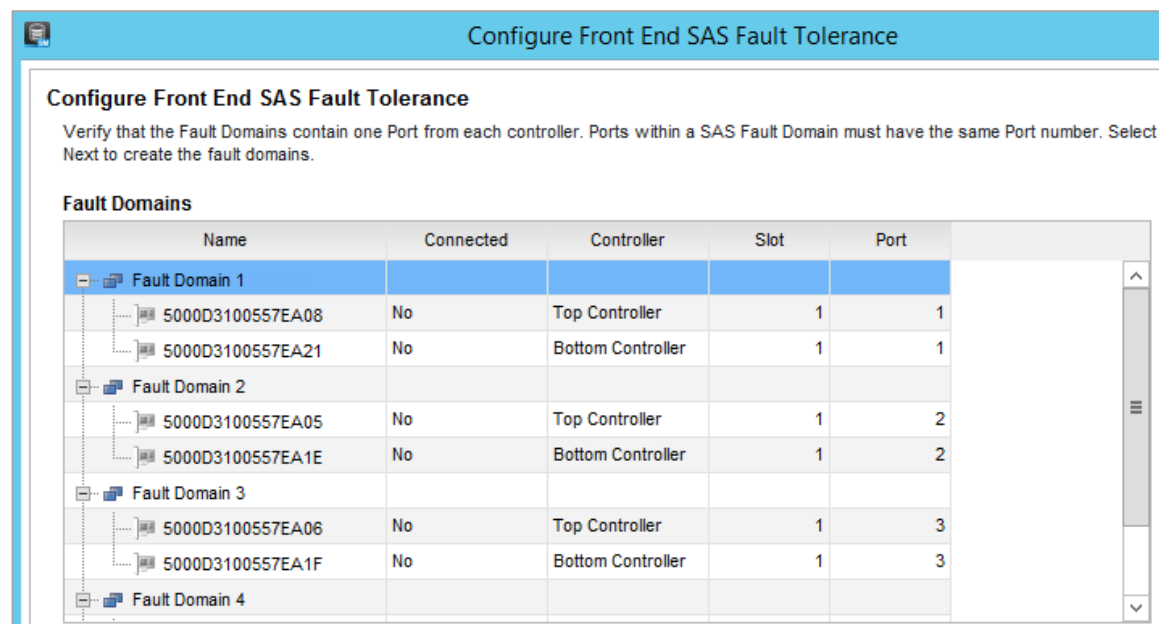 Configure Front End SAS Fault Tolerance
Configure Front End SAS Fault Tolerance
Verify that the Fault Domains contain one Port from each controller. Ports within a SAS Fault Domain must have the same Port number. Select
Next to create the fault domains.
Fault Domains
Name Connected Controller Slot Port
Fault Domain 1
5000D3100557EA08 No Top Controller 1 1
5000D3100557EA21 No Bottom Controller 1 1
Fault Domain 2
5000D3100557EA05 No Top Controller 1 2
5000D3100557EA1E No Bottom Controller 1 2
Fault Domain 3
5000D3100557EA06 No Top Controller 1 3
5000D3100557EA1F No Bottom Controller 1 3
Fault Domain 4